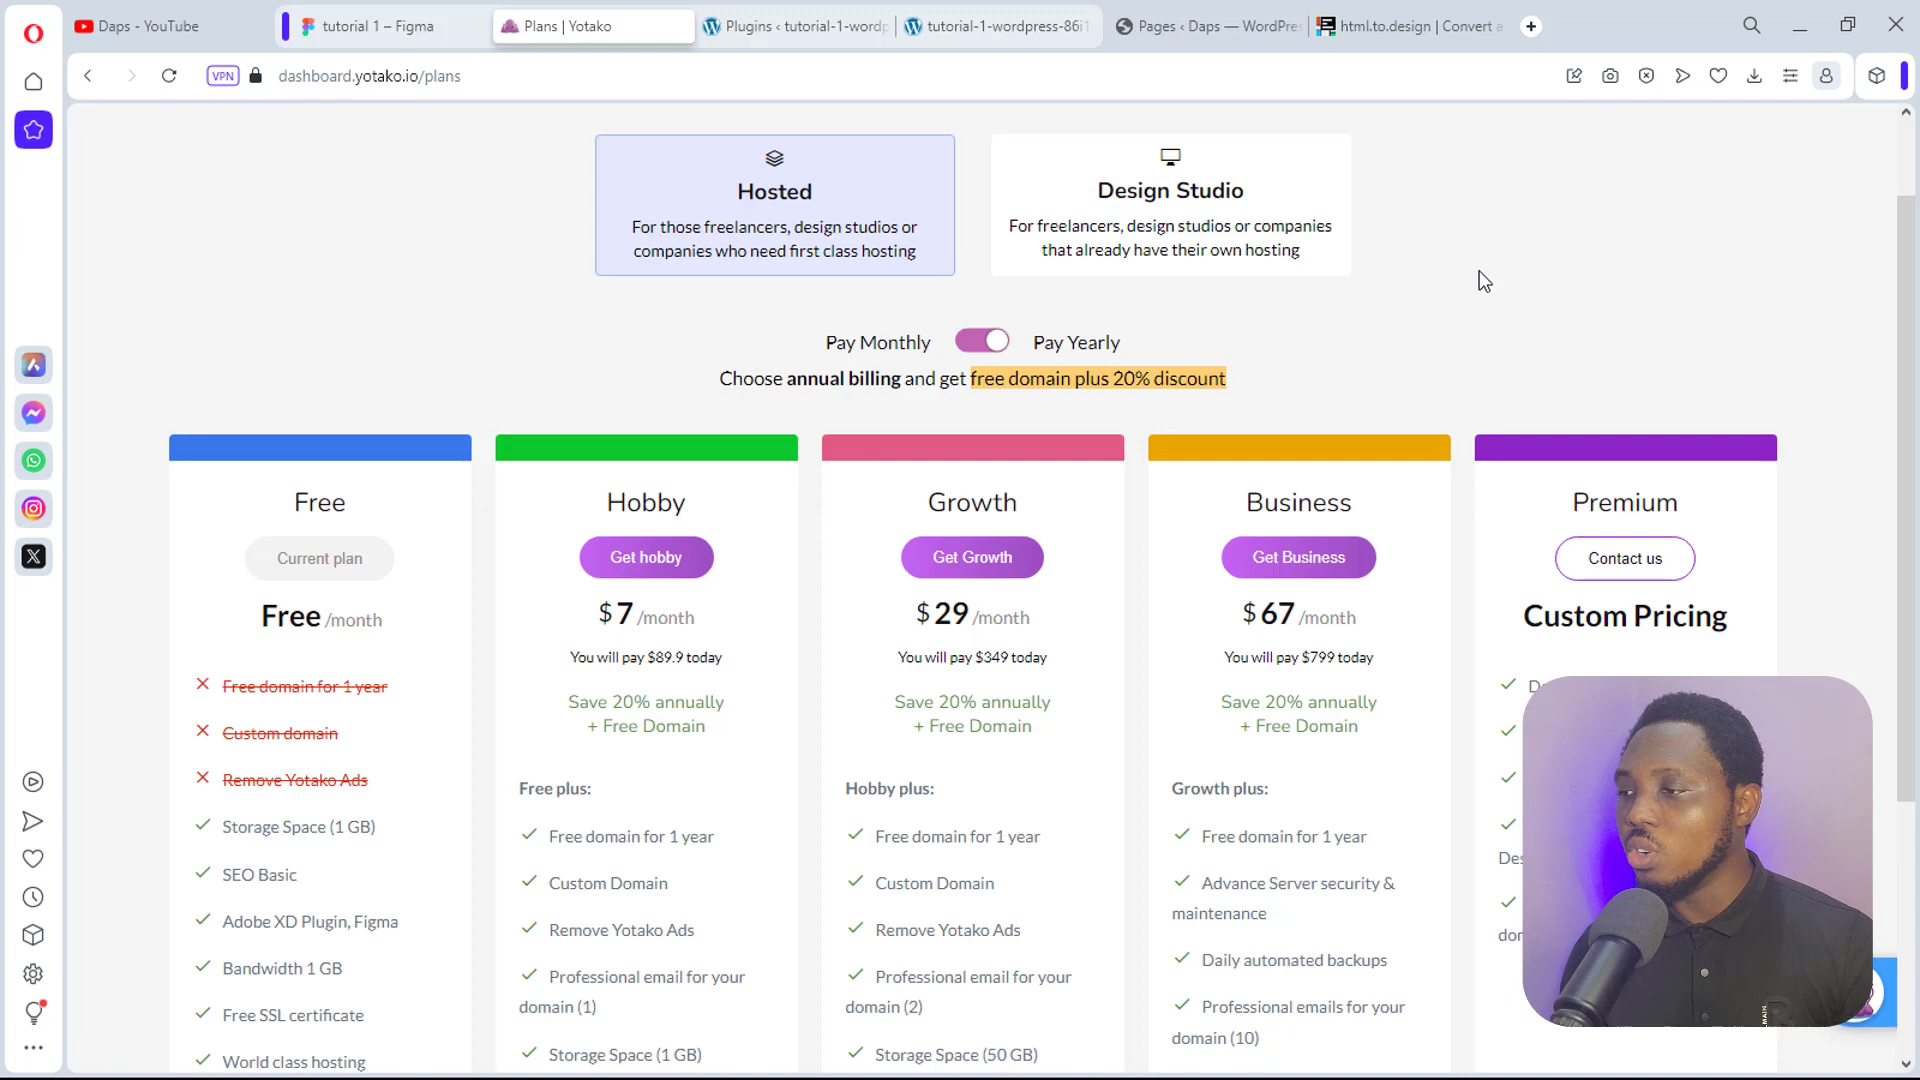 Daps - YouTube
tutorial 1 – Figma
Plans | Yotako
Plugins ‹ tutorial-1-wordp
tutorial-1-wordpress-86i1
Pages ‹ Daps — WordPre
html.to.design | Convert a
VPN
dashboard.yotako.io/plans
Hosted
For those freelancers, design studios or
companies who need first class hosting
Design Studio
For freelancers, design studios or companies
that already have their own hosting
Pay Monthly
Pay Yearly
Choose annual billing and get free domain plus 20% discount
Free
Current plan
Free /month
Free domain for 1 year
Custom domain
Remove Yotako Ads
Storage Space (1 GB)
SEO Basic
Adobe XD Plugin, Figma
Bandwidth 1 GB
Free SSL certificate
World class hosting
Hobby
Get hobby
$ 7 /month
You will pay $89.9 today
Save 20% annually
+ Free Domain
Free plus:
Free domain for 1 year
Custom Domain
Remove Yotako Ads
Professional email for your
domain (1)
Storage Space (1 GB)
Growth
Get Growth
$ 29 /month
You will pay $349 today
Save 20% annually
+ Free Domain
Hobby plus:
Free domain for 1 year
Custom Domain
Remove Yotako Ads
Professional email for your
domain (2)
Storage Space (50 GB)
Business
Get Business
$ 67 /month
You will pay $799 today
Save 20% annually
+ Free Domain
Growth plus:
Free domain for 1 year
Advance Server security &
maintenance
Daily automated backups
Professional emails for your
domain (10)
Premium
Contact us
Custom Pricing